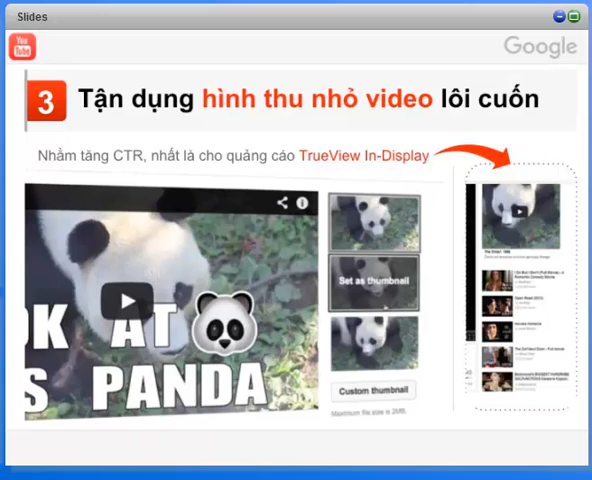 Slides
You
Tube
Google
3 Tận dụng hình thu nhỏ video lôi cuốn
Nhằm tăng CTR, nhất là cho quảng cáo TrueView In-Display
Set as thumbnail
OK AT
S PANDA
Custom thumbnail
Maximum file size is 2MB.